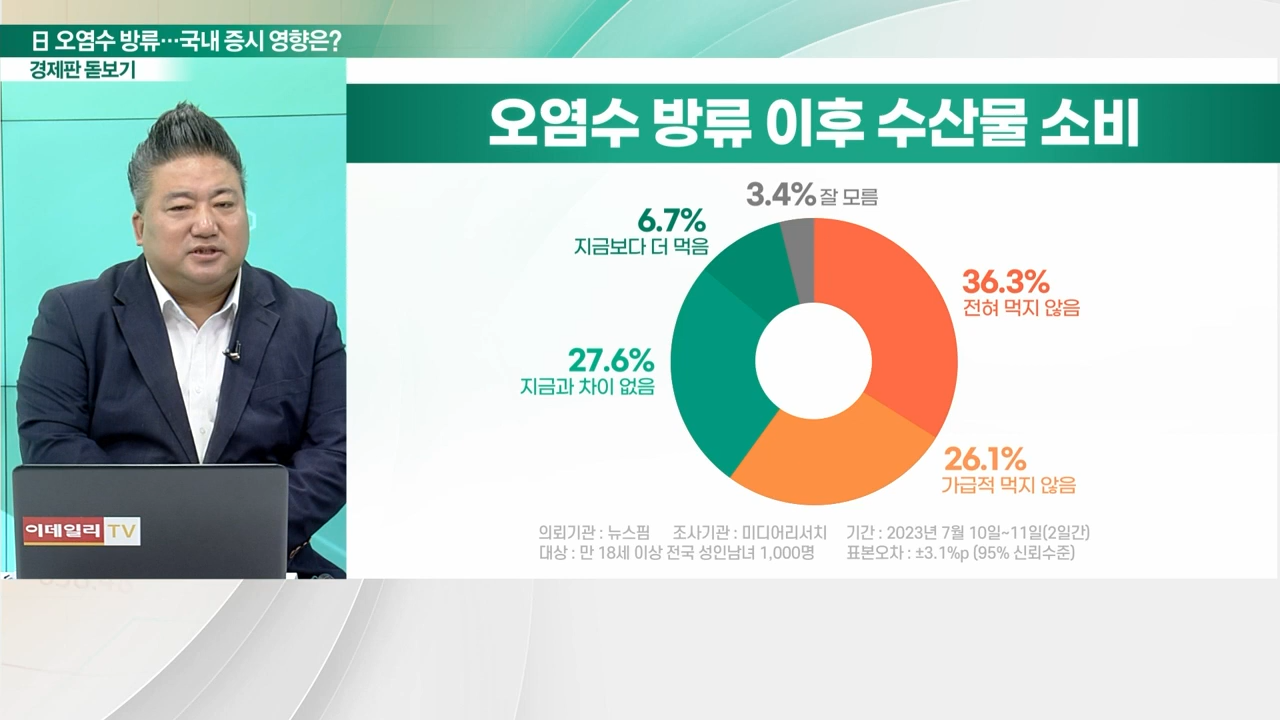 日 오염수 방류…국내 증시 영향은?
경제판 돋보기
오염수 방류 이후 수산물 소비
3.4% 잘 모름
6.7%
지금보다 더 먹음
36.3%
전혀 먹지 않음
27.6%
지금과 차이 없음
26.1%
가급적 먹지 않음
의뢰기관 : 뉴스핌 조사기관 : 미디어리서치 기간 : 2023년 7월 10일~11일(2일간)
대상 : 만 18세 이상 전국 성인남녀 1,000명 표본오차 : ±3.1%p (95% 신뢰수준)
이데일리 TV